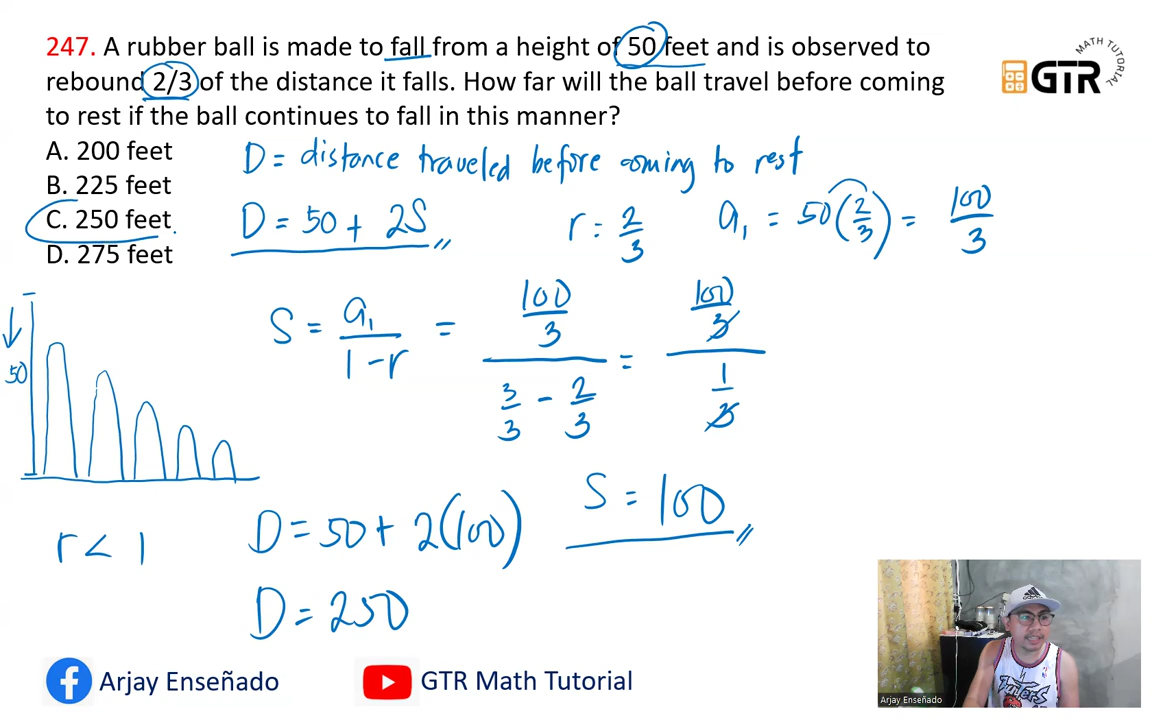 247. A rubber ball is made to fall from a height of 50 feet and is observed to
rebound 2/3 of the distance it falls. How far will the ball travel before coming
to rest if the ball continues to fall in this manner?
MATH TUTORIAL
GTR
A. 200 feet
B. 225 feet
C. 250 feet
D. 275 feet
D = distance traveled before coming to rest
D = 50 + 2S
r = 2/3
a₁ = 50(2/3) = 100/3
S = a₁/(1-r) = (100/3)/(3/3 - 2/3) = (100/3)/(1/3)
50
S = 100
r < 1
D = 50 + 2(100)
D = 250
Arjay Enseñado
GTR Math Tutorial
Arjay Enseñado